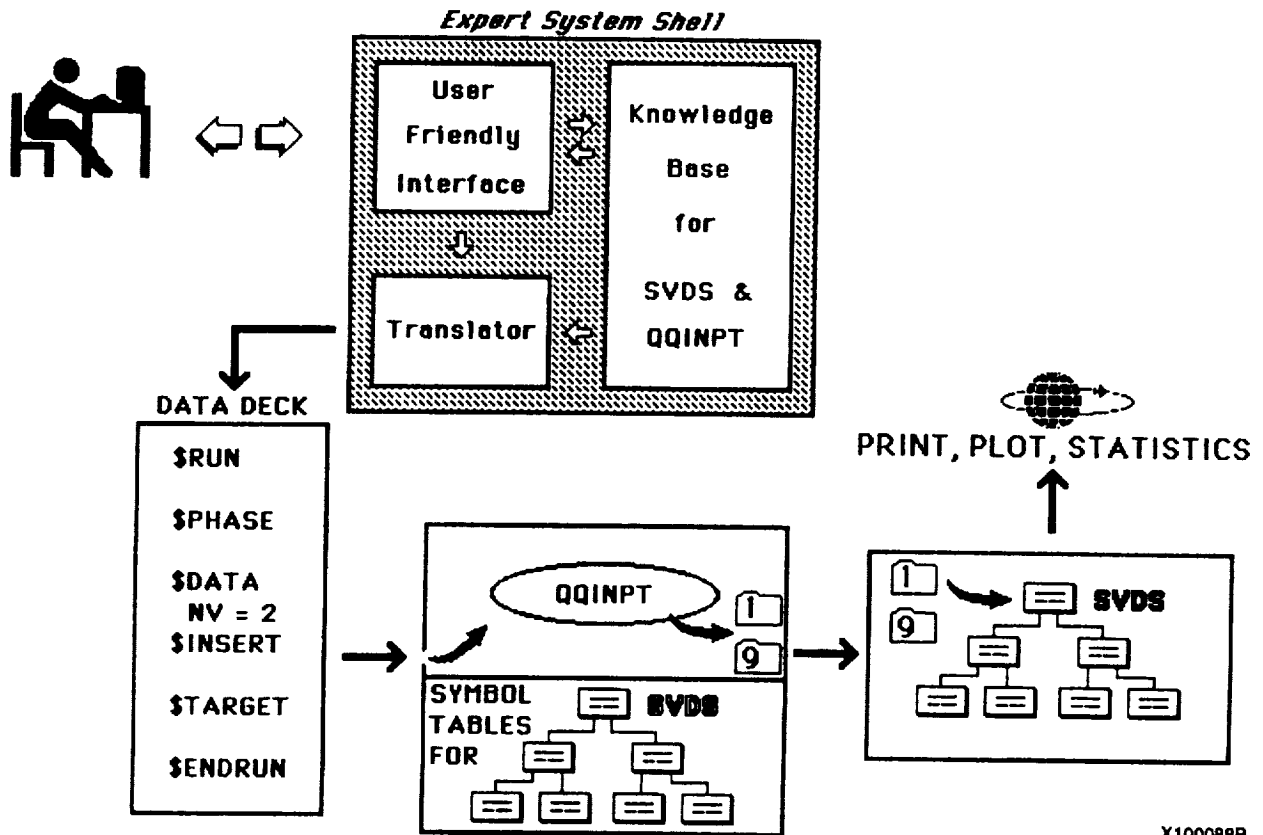 Expert System Shell
User
Friendly
Interface
Knowledge
Base
for
SVDS &
QQINPT
Translator
DATA DECK
$RUN
$PHASE
$DATA
NV = 2
$INSERT
$TARGET
$ENDRUN
QQINPT
1
9
SYMBOL
TABLES
FOR
SVDS
PRINT, PLOT, STATISTICS
1
9
SVDS